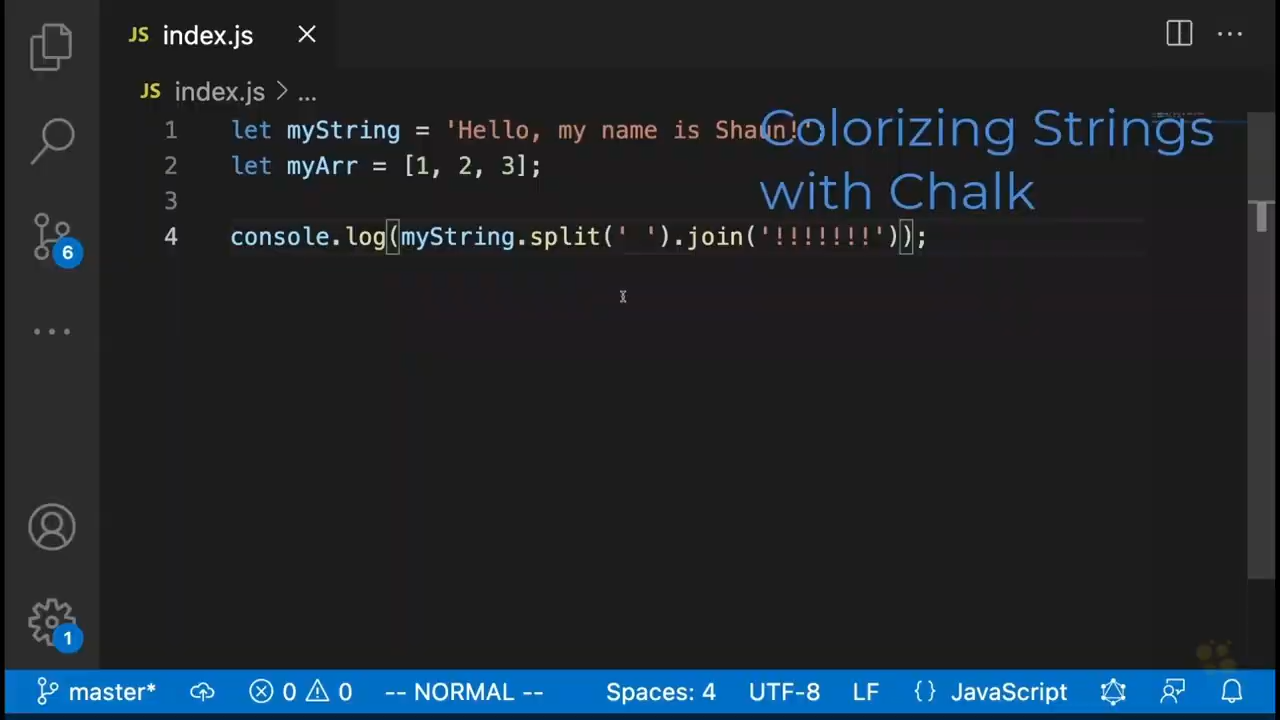 JS index.js
JS index.js > ...
Colorizing Strings
with Chalk
1 let myString = 'Hello, my name is Shaun!';
2 let myArr = [1, 2, 3];
3
4 console.log(myString.split(' ').join('!!!!!!!'));
6
1
master* 0 0 -- NORMAL -- Spaces: 4 UTF-8 LF {} JavaScript